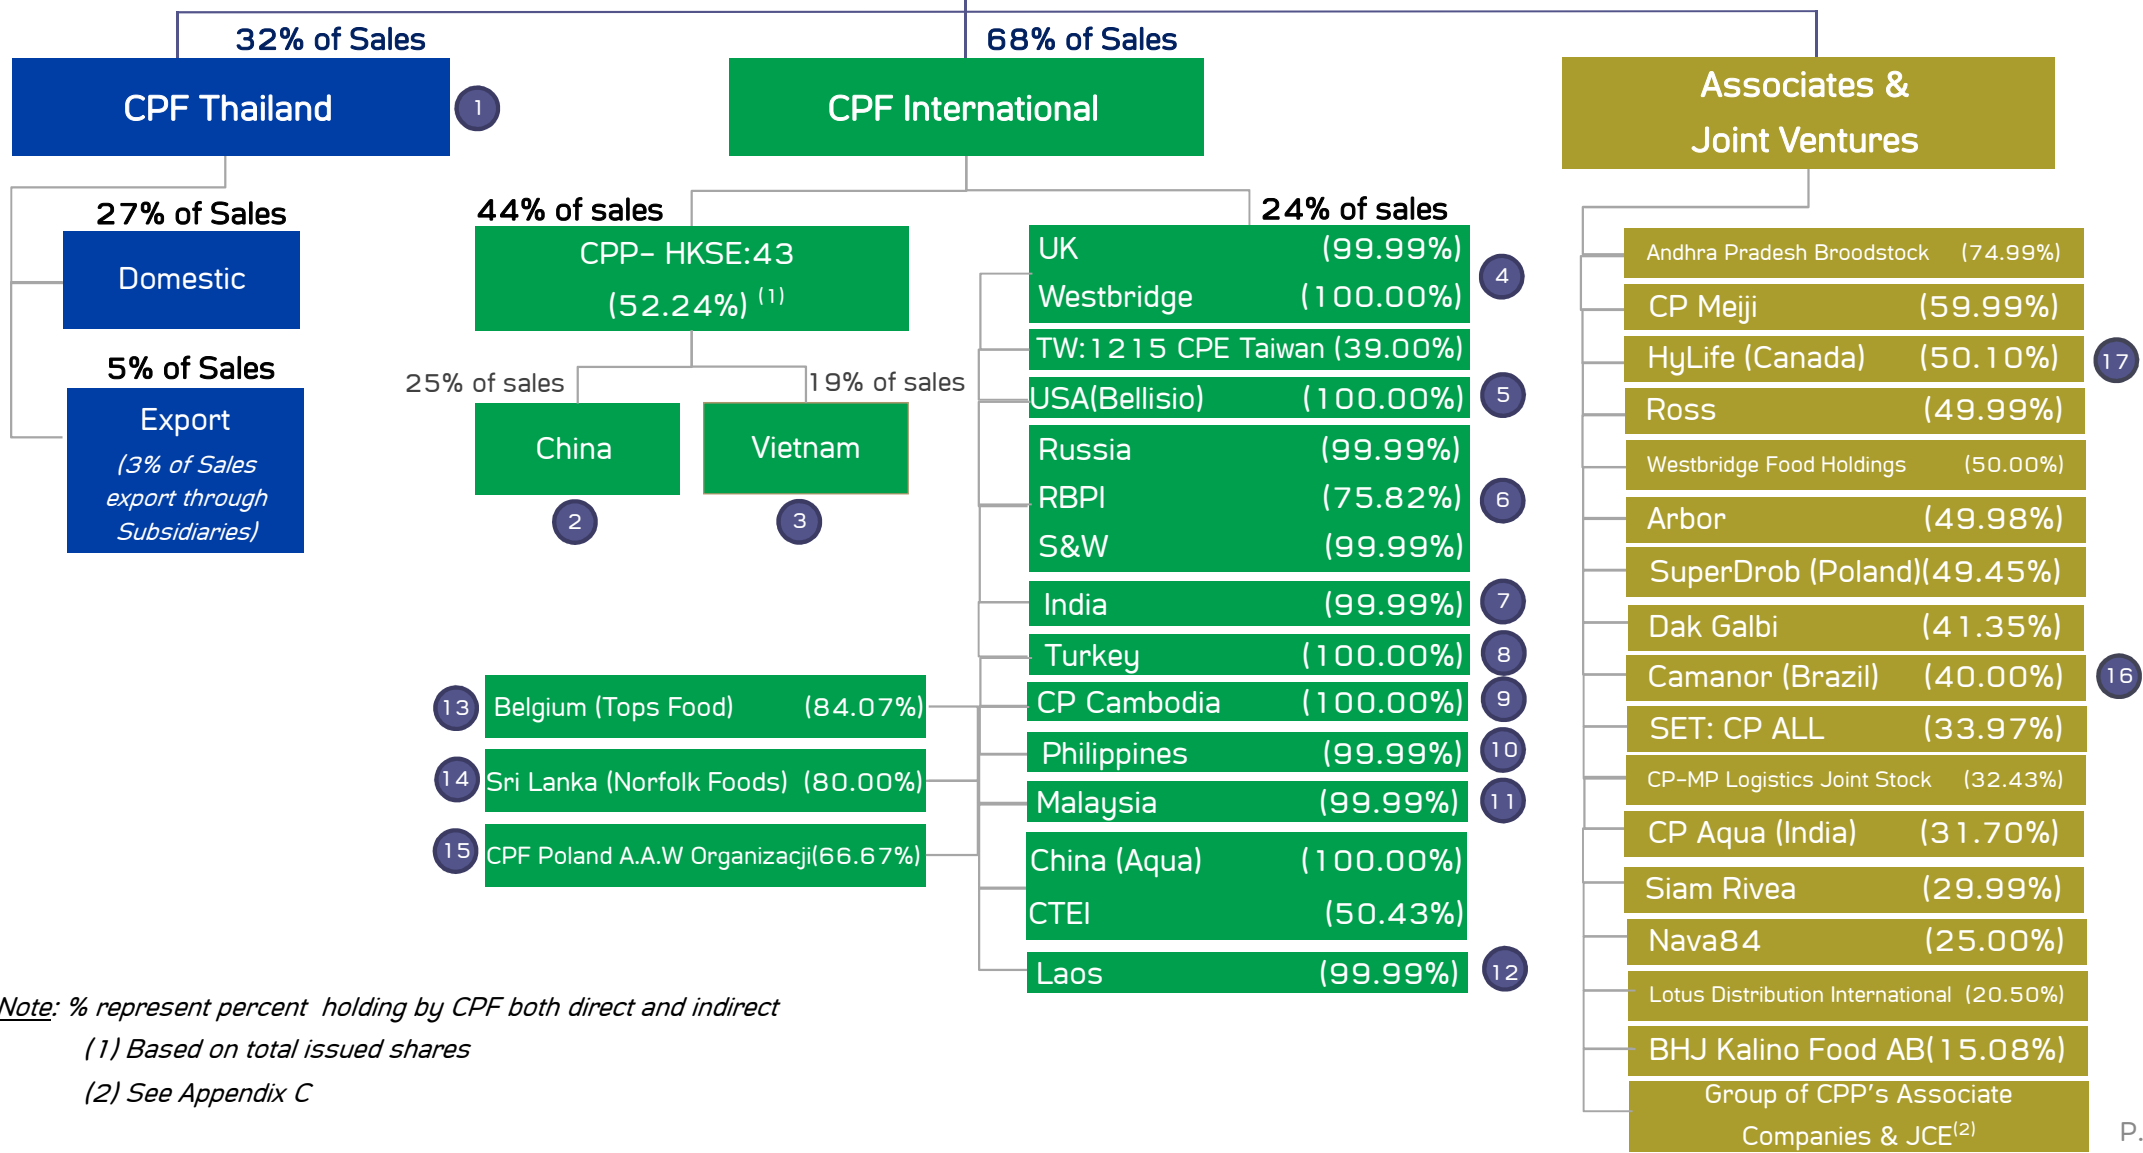 32% of Sales
68% of Sales
CPF Thailand
1
CPF International
Associates &
Joint Ventures
27% of Sales
Domestic
5% of Sales
Export
(3% of Sales
export through
Subsidiaries)
44% of sales
CPP- HKSE:43
(52.24%) (1)
25% of sales
19% of sales
China
Vietnam
2
3
24% of sales
UK (99.99%)
Westbridge (100.00%)
4
TW:1215 CPE Taiwan (39.00%)
USA(Bellisio) (100.00%) 5
Russia (99.99%)
RBPI (75.82%) 6
S&W (99.99%)
India (99.99%) 7
Turkey (100.00%) 8
CP Cambodia (100.00%) 9
Philippines (99.99%) 10
Malaysia (99.99%) 11
China (Aqua) (100.00%)
CTEI (50.43%)
Laos (99.99%) 12
13 Belgium (Tops Food) (84.07%)
14 Sri Lanka (Norfolk Foods) (80.00%)
15 CPF Poland A.A.W Organizacji(66.67%)
Andhra Pradesh Broodstock (74.99%)
CP Meiji (59.99%)
HyLife (Canada) (50.10%) 17
Ross (49.99%)
Westbridge Food Holdings (50.00%)
Arbor (49.98%)
SuperDrob (Poland)(49.45%)
Dak Galbi (41.35%)
Camanor (Brazil) (40.00%) 16
SET: CP ALL (33.97%)
CP-MP Logistics Joint Stock (32.43%)
CP Aqua (India) (31.70%)
Siam Rivea (29.99%)
Nava84 (25.00%)
Lotus Distribution International (20.50%)
BHJ Kalino Food AB(15.08%)
Group of CPP's Associate
Companies & JCE(2)
Note: % represent percent holding by CPF both direct and indirect
(1) Based on total issued shares
(2) See Appendix C
P.